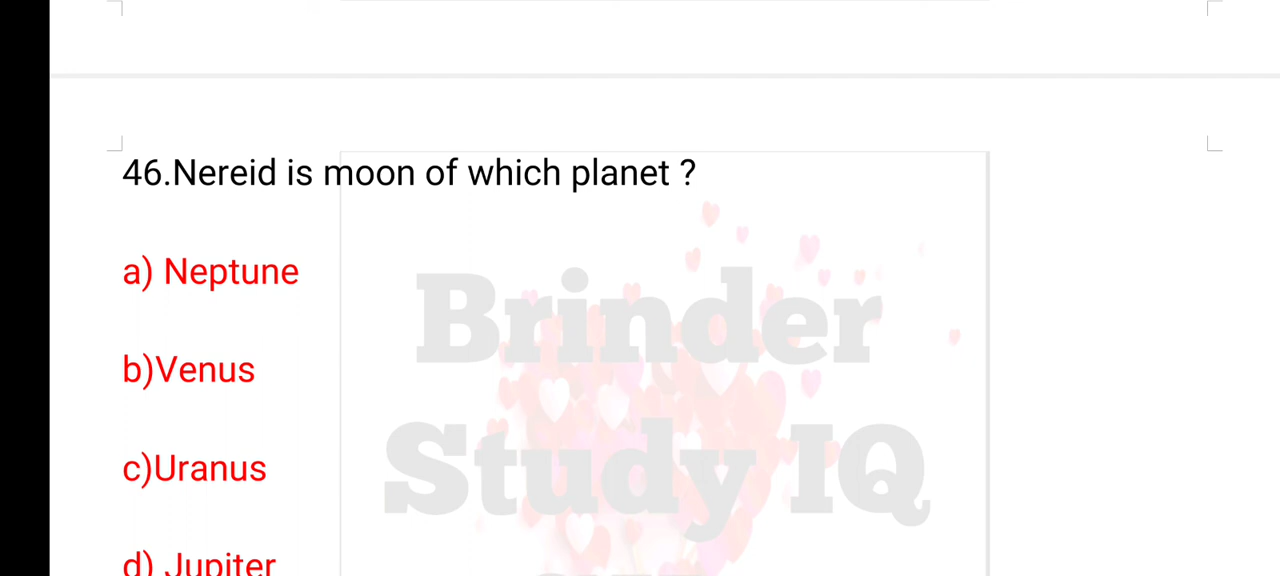 46.Nereid is moon of which planet ?
a) Neptune
b)Venus
c)Uranus
d) Jupiter
Brinder
Study IQ